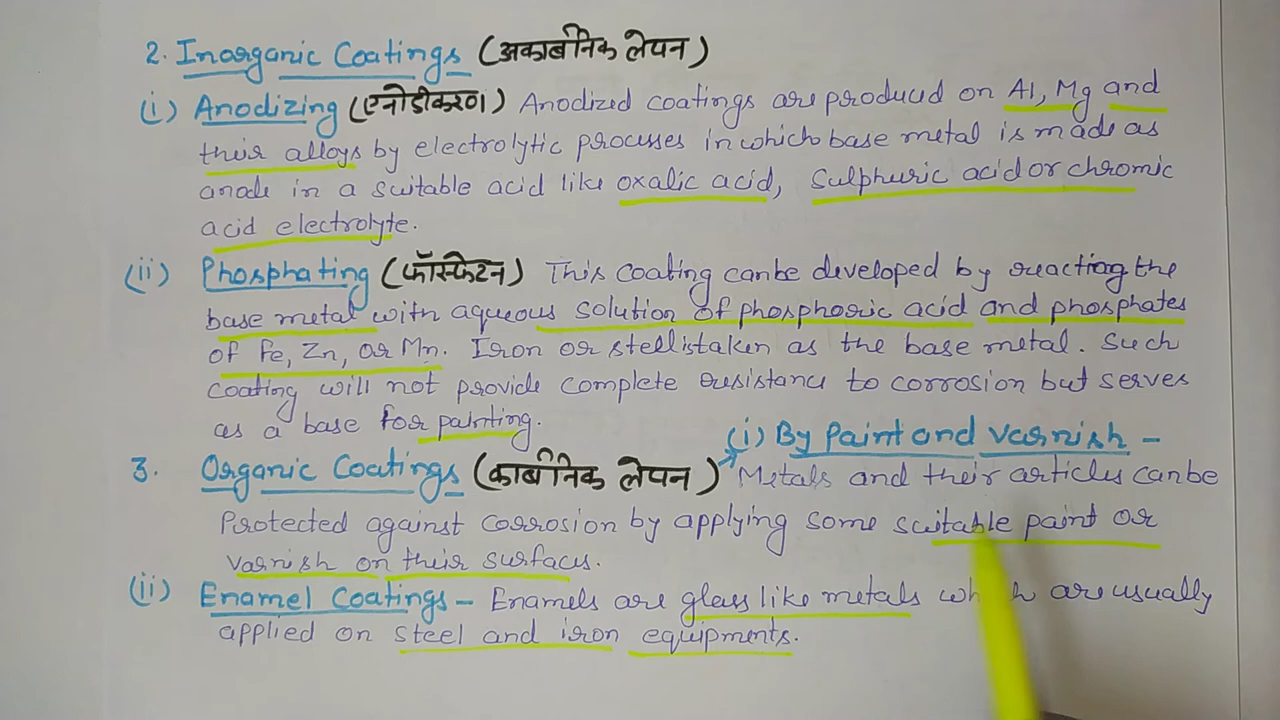 2. Inorganic Coatings (अकार्बनिक लेपन)
(i) Anodizing (एनोडीकरण) Anodized coatings are produced on Al, Mg and
their alloys by electrolytic processes in which base metal is made as
anode in a suitable acid like oxalic acid, Sulphuric acid or chromic
acid electrolyte.
(ii) Phosphating (फॉस्फेटन) This coating can be developed by reacting the
base metal with aqueous solution of phosphoric acid and phosphates
of Fe, Zn, or Mn. Iron or stell is taken as the base metal. Such
coating will not provide complete resistance to corrosion but serves
as a base for painting.
(i) By Paint and varnish -
3. Organic Coatings (कार्बनिक लेपन) Metals and their articles can be
Protected against corrosion by applying some suitable paint or
varnish on their surfaces.
(ii) Enamel Coatings - Enamels are glass like metals are usually
applied on steel and iron equipments.